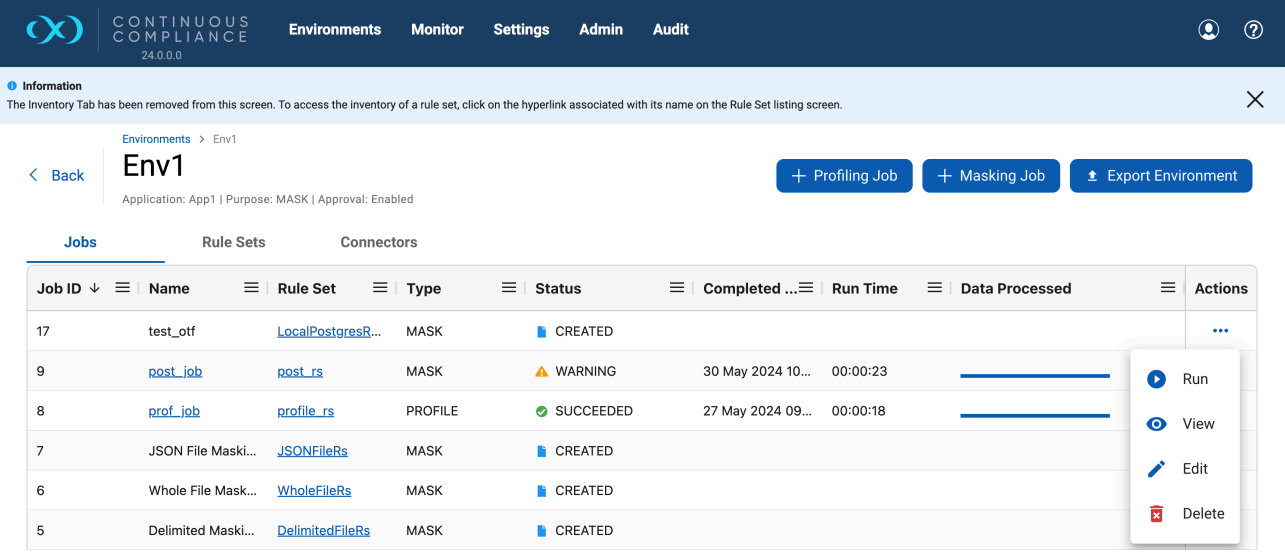 CONTINUOUS
COMPLIANCE
24.0.0.0
Environments Monitor Settings Admin Audit
Information
The Inventory Tab has been removed from this screen. To access the inventory of a rule set, click on the hyperlink associated with its name on the Rule Set listing screen.
Environments > Env1
Back
Env1
Application: App1 | Purpose: MASK | Approval: Enabled
+ Profiling Job
+ Masking Job
Export Environment
Jobs Rule Sets Connectors
Job ID Name Rule Set Type Status Completed ... Run Time Data Processed Actions
17 test_otf LocalPostgresR... MASK CREATED ...
9 post_job post_rs MASK WARNING 30 May 2024 10... 00:00:23
8 prof_job profile_rs PROFILE SUCCEEDED 27 May 2024 09... 00:00:18
7 JSON File Maski... JSONFileRs MASK CREATED
6 Whole File Mask... WholeFileRs MASK CREATED
5 Delimited Maski... DelimitedFileRs MASK CREATED
Run
View
Edit
Delete